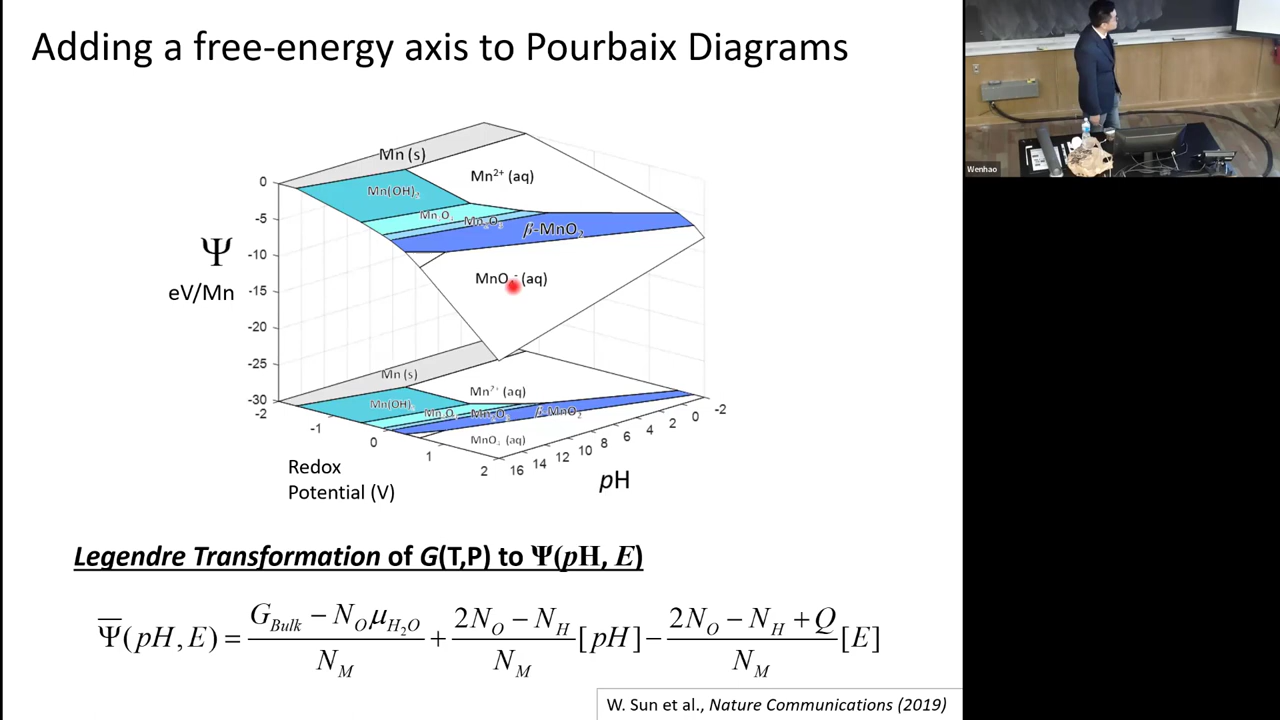 Adding a free-energy axis to Pourbaix Diagrams
Wenhao
Mn (s)
Mn²⁺ (aq)
Mn(OH)₂
β-MnO₂
(aq)
Ψ
eV/Mn
0
-5
-10
-15
-20
-25
-30
Mn (s)
Mn²⁺ (aq)
Mn(OH)₂
β-MnO₂
MnO₄ (aq)
-2
-1
0
1
2
16
14
12
10
8
6
4
2
0
-2
Redox
Potential (V)
pH
Legendre Transformation of G(T,P) to Ψ(pH, E)
Ψ̅(pH, E) = (G_Bulk − N_O μ_H₂O)/N_M + (2N_O − N_H)/N_M [pH] − (2N_O − N_H + Q)/N_M [E]
W. Sun et al., Nature Communications (2019)